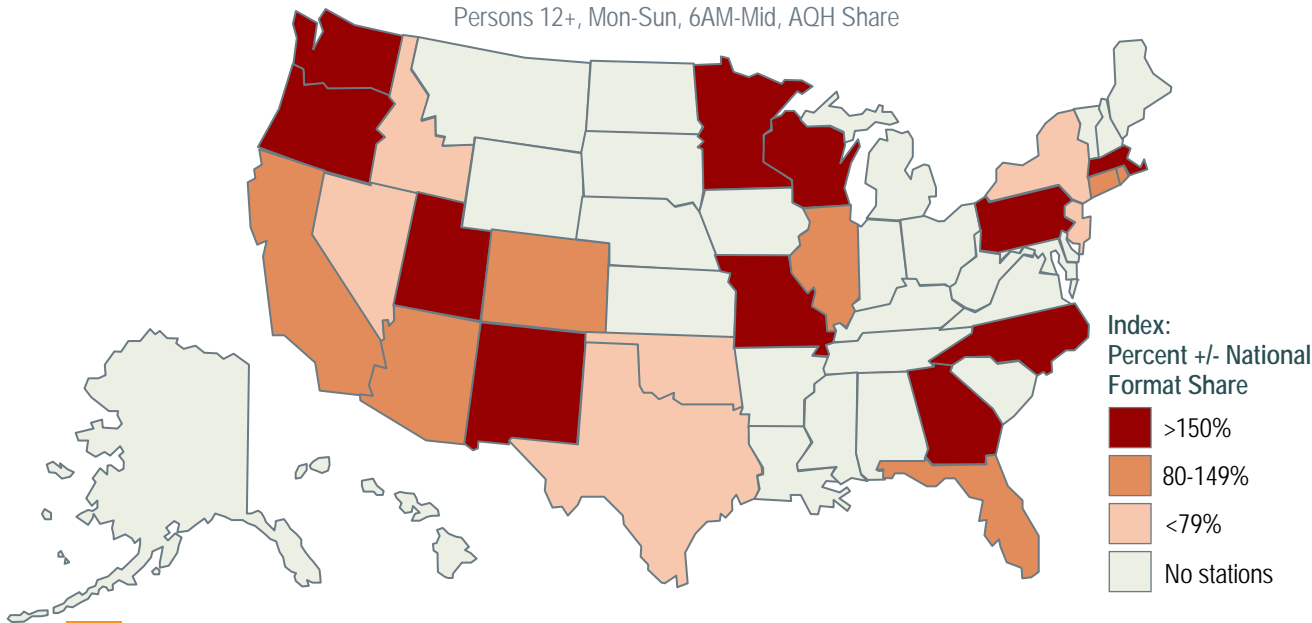 Persons 12+, Mon-Sun, 6AM-Mid, AQH Share
Index:
Percent +/- National
Format Share
>150%
80-149%
<79%
No stations